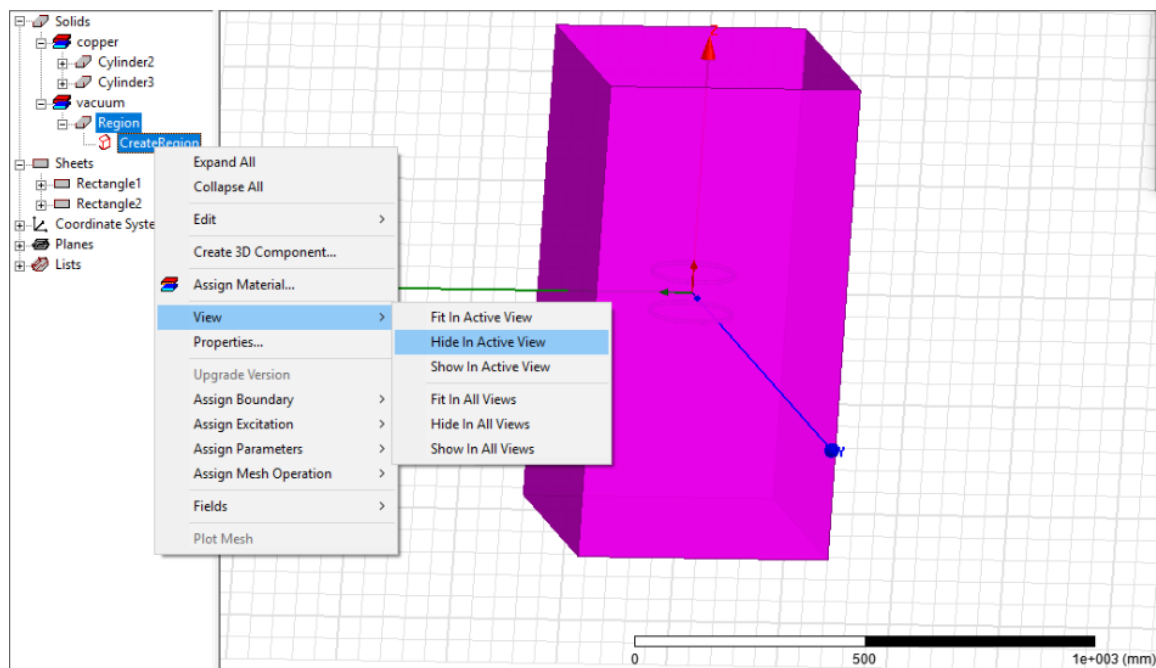 Solids
copper
Cylinder2
Cylinder3
vacuum
Region
CreateRegion
Sheets
Rectangle1
Rectangle2
Coordinate Syste
Planes
Lists
Expand All
Collapse All
Edit
Create 3D Component...
Assign Material...
View
Properties...
Upgrade Version
Assign Boundary
Assign Excitation
Assign Parameters
Assign Mesh Operation
Fields
Plot Mesh
Fit In Active View
Hide In Active View
Show In Active View
Fit In All Views
Hide In All Views
Show In All Views
Z
Y
0 500 1e+003 (mm)